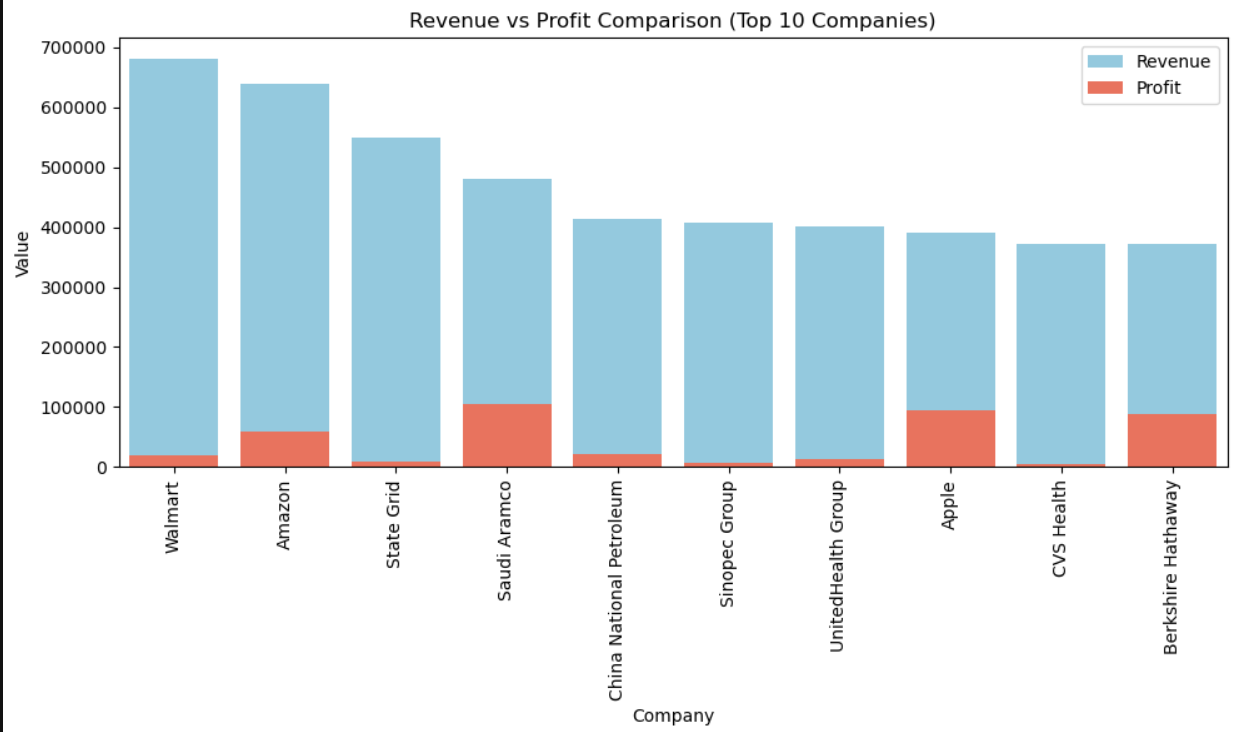 Revenue vs Profit Comparison (Top 10 Companies)
Revenue
Profit
700000
600000
500000
400000
300000
200000
100000
0
Value
Walmart
Amazon
State Grid
Saudi Aramco
China National Petroleum
Sinopec Group
UnitedHealth Group
Apple
CVS Health
Berkshire Hathaway
Company